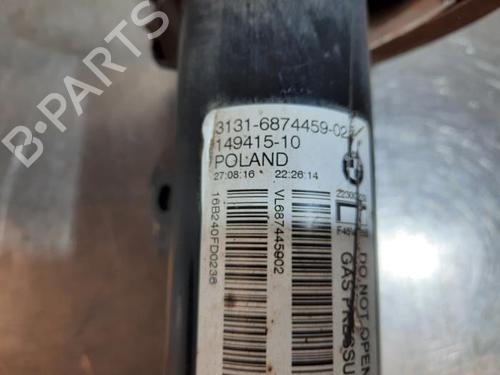 3131-6874459-02
149415-10
POLAND
27:08:16 22:26:14
16B240FD0238
VL687445902
DO NOT OPEN
GAS PRESSU
B-PARTS